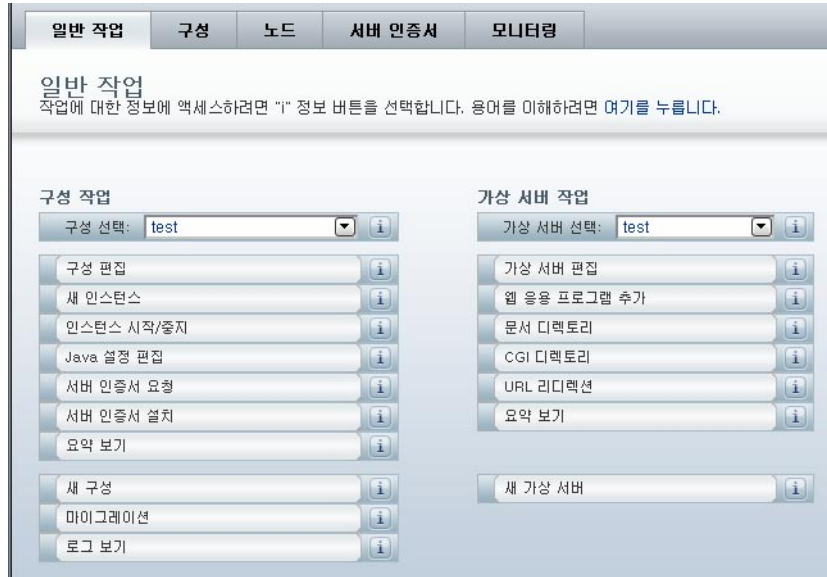 일반 작업
구성
노드
서버 인증서
모니터링
일반 작업
작업에 대한 정보에 액세스하려면 "i" 정보 버튼을 선택합니다. 용어를 이해하려면 여기를 누릅니다.
구성 작업
구성 선택: test i
구성 편집 i
새 인스턴스 i
인스턴스 시작/중지 i
Java 설정 편집 i
서버 인증서 요청 i
서버 인증서 설치 i
요약 보기 i
새 구성 i
마이그레이션 i
로그 보기 i
가상 서버 작업
가상 서버 선택: test i
가상 서버 편집 i
웹 응용 프로그램 추가 i
문서 디렉토리 i
CGI 디렉토리 i
URL 리디렉션 i
요약 보기 i
새 가상 서버 i